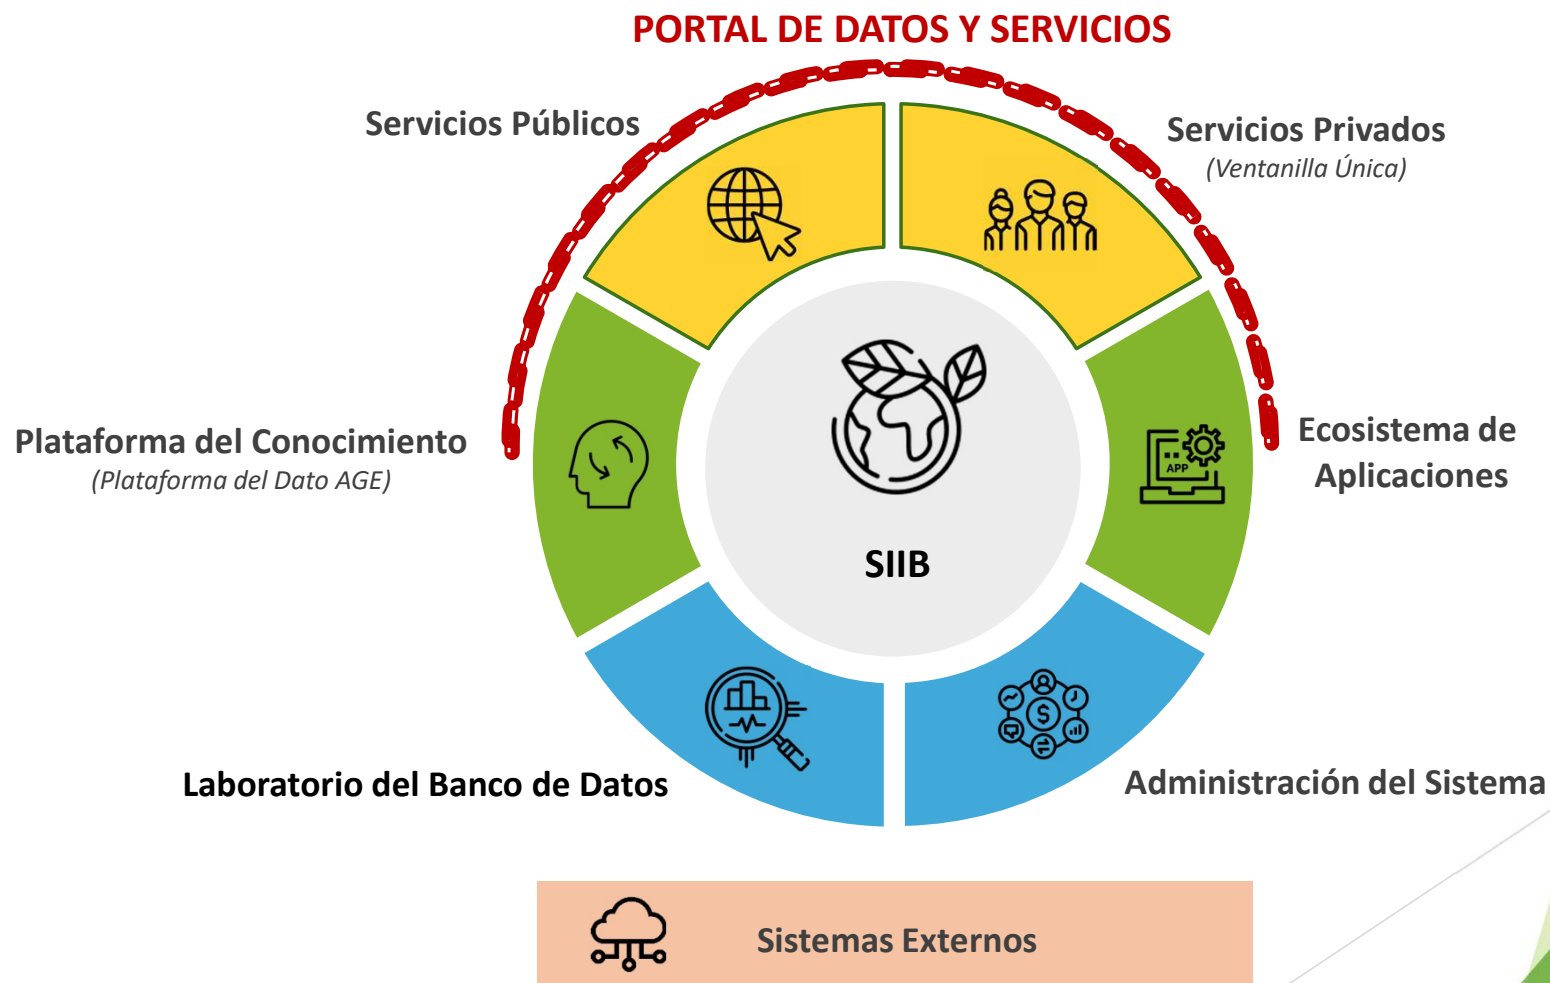 PORTAL DE DATOS Y SERVICIOS
Servicios Públicos
Servicios Privados
(Ventanilla Única)
Plataforma del Conocimiento
(Plataforma del Dato AGE)
Ecosistema de
Aplicaciones
APP
SIIB
Laboratorio del Banco de Datos
$
Administración del Sistema
Sistemas Externos